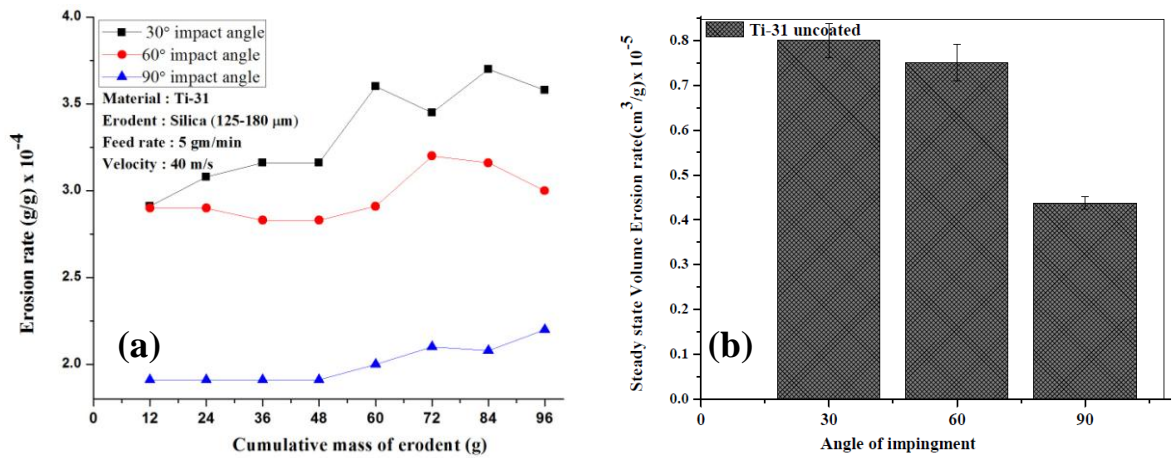 4.0
3.5
3.0
2.5
2.0
Erosion rate (g/g) x 10⁻⁴
30° impact angle
60° impact angle
90° impact angle
Material : Ti-31
Erodent : Silica (125-180 µm)
Feed rate : 5 gm/min
Velocity : 40 m/s
(a)
0 12 24 36 48 60 72 84 96
Cumulative mass of erodent (g)
0.8
0.7
0.6
0.5
0.4
0.3
0.2
0.1
0.0
Steady state Volume Erosion rate(cm³/g)x 10⁻⁵
Ti-31 uncoated
(b)
0 30 60 90
Angle of impingment